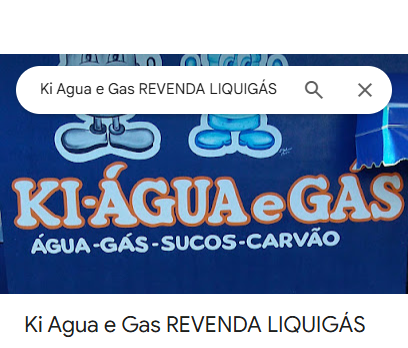 Ki Agua e Gas REVENDA LIQUIGÁS
KI-ÁGUA e GÁS
ÁGUA-GÁS-SUCOS-CARVÃO
Ki Agua e Gas REVENDA LIQUIGÁS